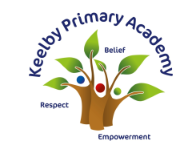 Keelby Primary Academy
Belief
Respect
Empowerment